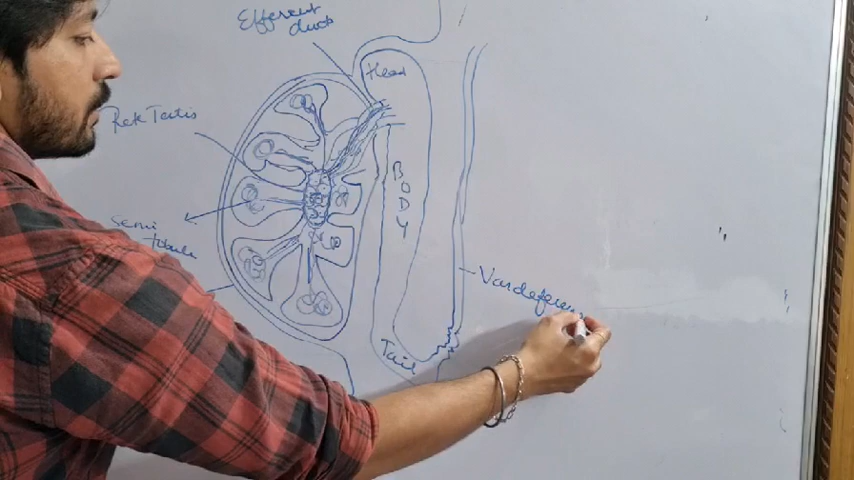 Efferent
duct
Head
Rete Testis
BODY
Semi
tubule
Vasdeferen
Tail